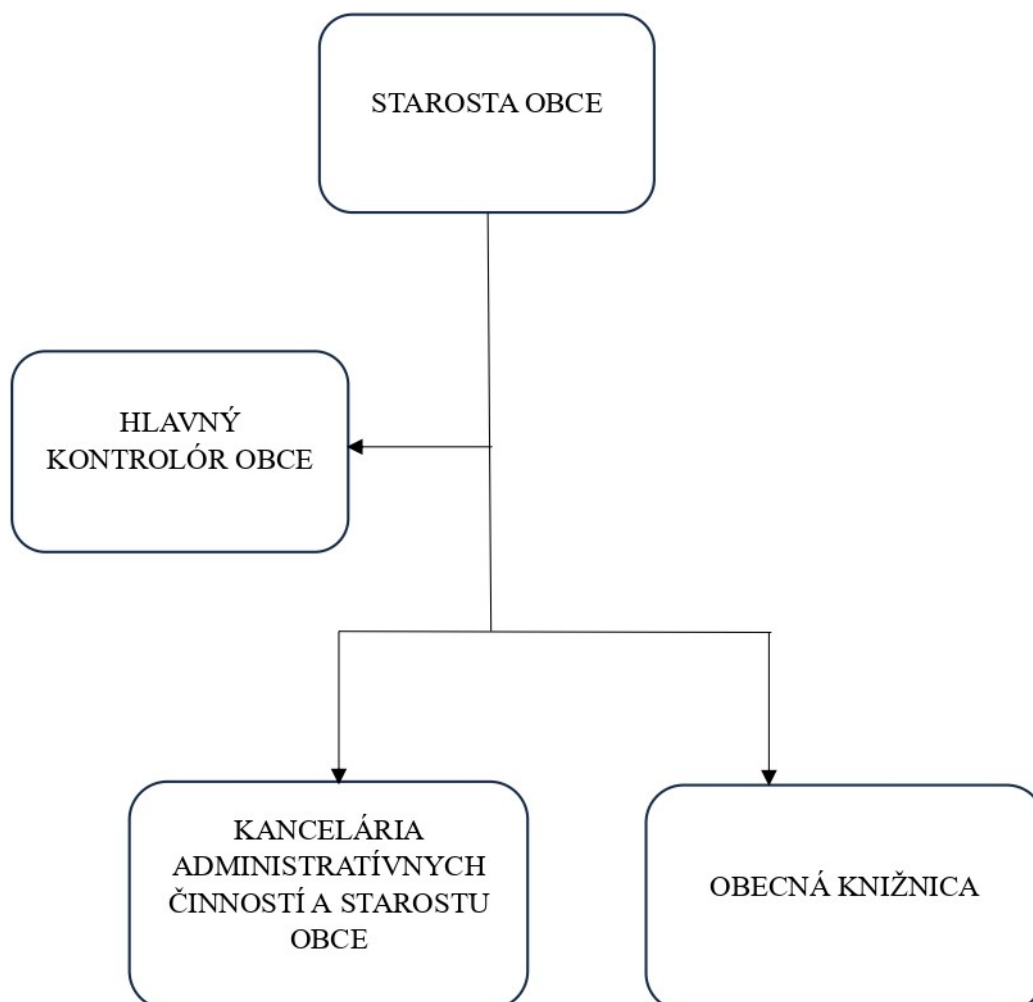 STAROSTA OBCE
HLAVNÝ
KONTROLÓR OBCE
KANCELÁRIA
ADMINISTRATÍVNYCH
ČINNOSTÍ A STAROSTU
OBCE
OBECNÁ KNIŽNICA